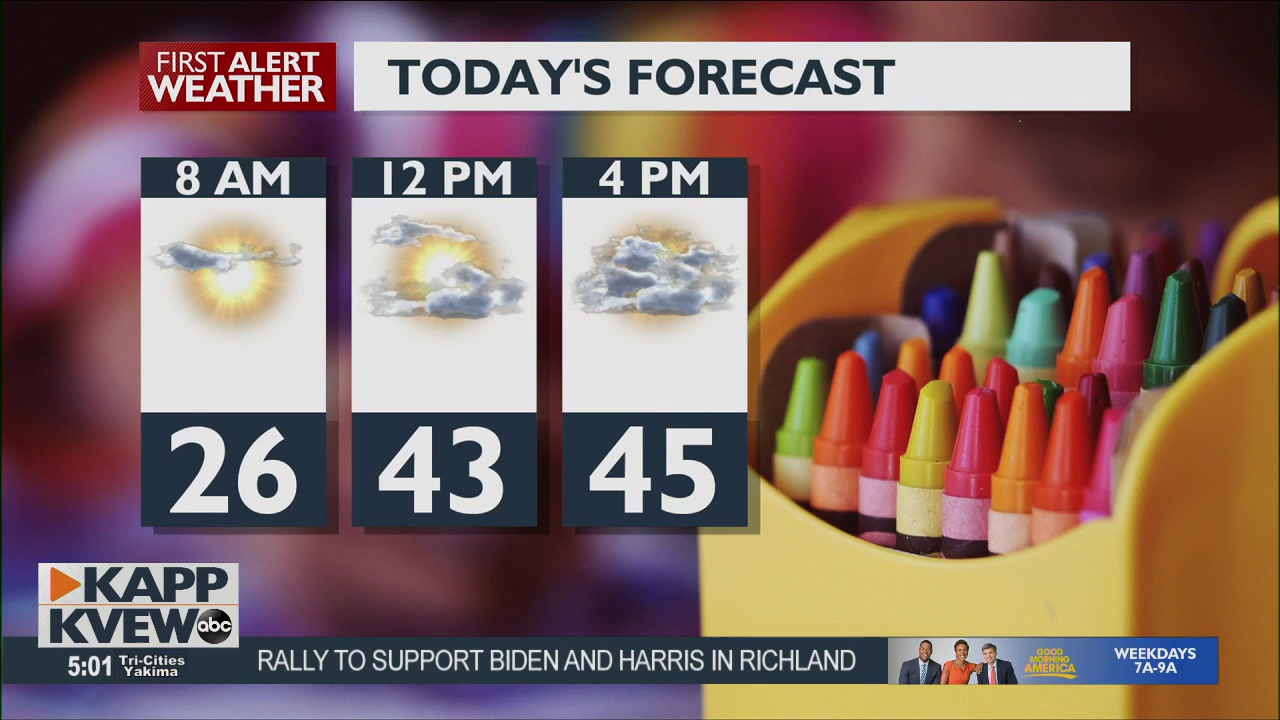 FIRST ALERT
WEATHER
TODAY'S FORECAST
8 AM
12 PM
4 PM
26
43
45
KAPP
KVEW abc
5:01 Tri-Cities
Yakima
RALLY TO SUPPORT BIDEN AND HARRIS IN RICHLAND
GOOD
MORNING
AMERICA
WEEKDAYS
7A-9A